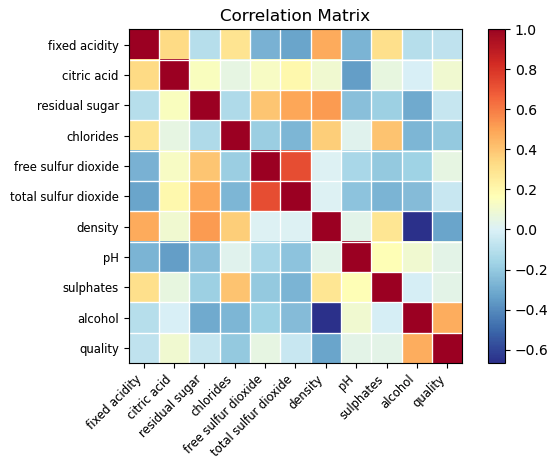 Correlation Matrix
fixed acidity
citric acid
residual sugar
chlorides
free sulfur dioxide
total sulfur dioxide
density
pH
sulphates
alcohol
quality
fixed acidity
citric acid
residual sugar
chlorides
free sulfur dioxide
total sulfur dioxide
density
pH
sulphates
alcohol
quality
1.0
0.8
0.6
0.4
0.2
0.0
−0.2
−0.4
−0.6